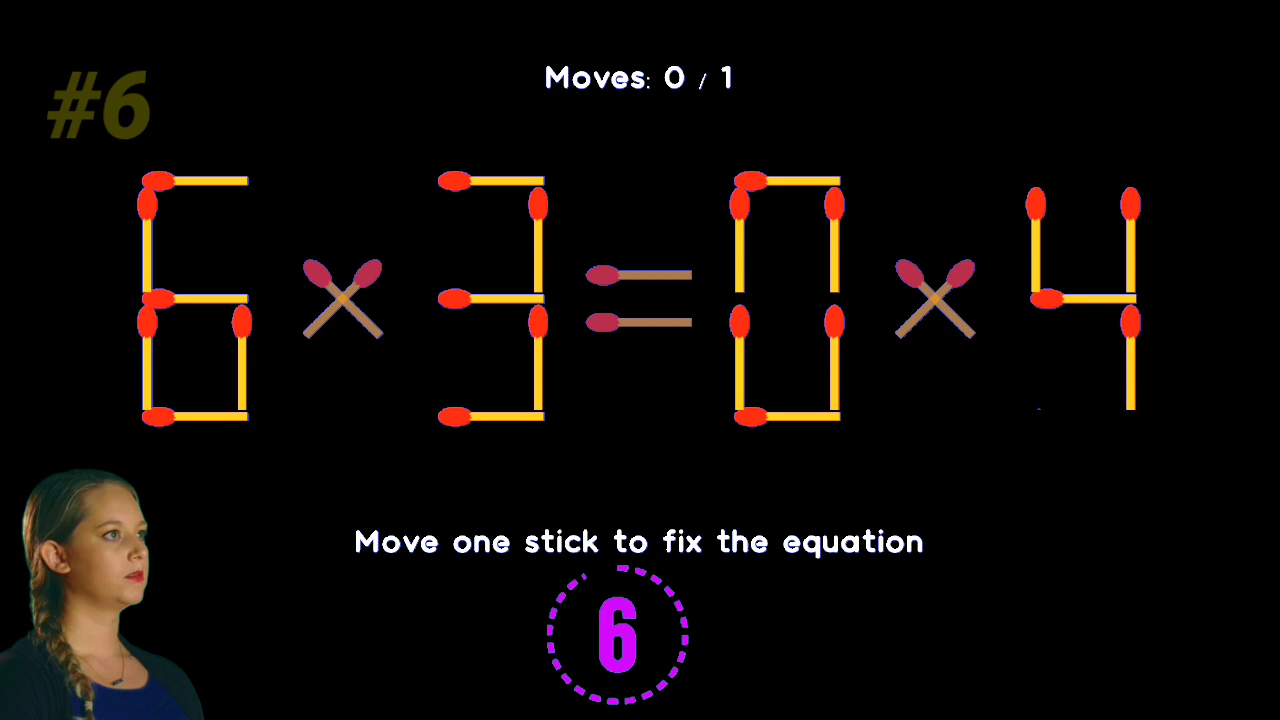 #6
Moves: 0 / 1
6 × 3 = 0 × 4
Move one stick to fix the equation
6